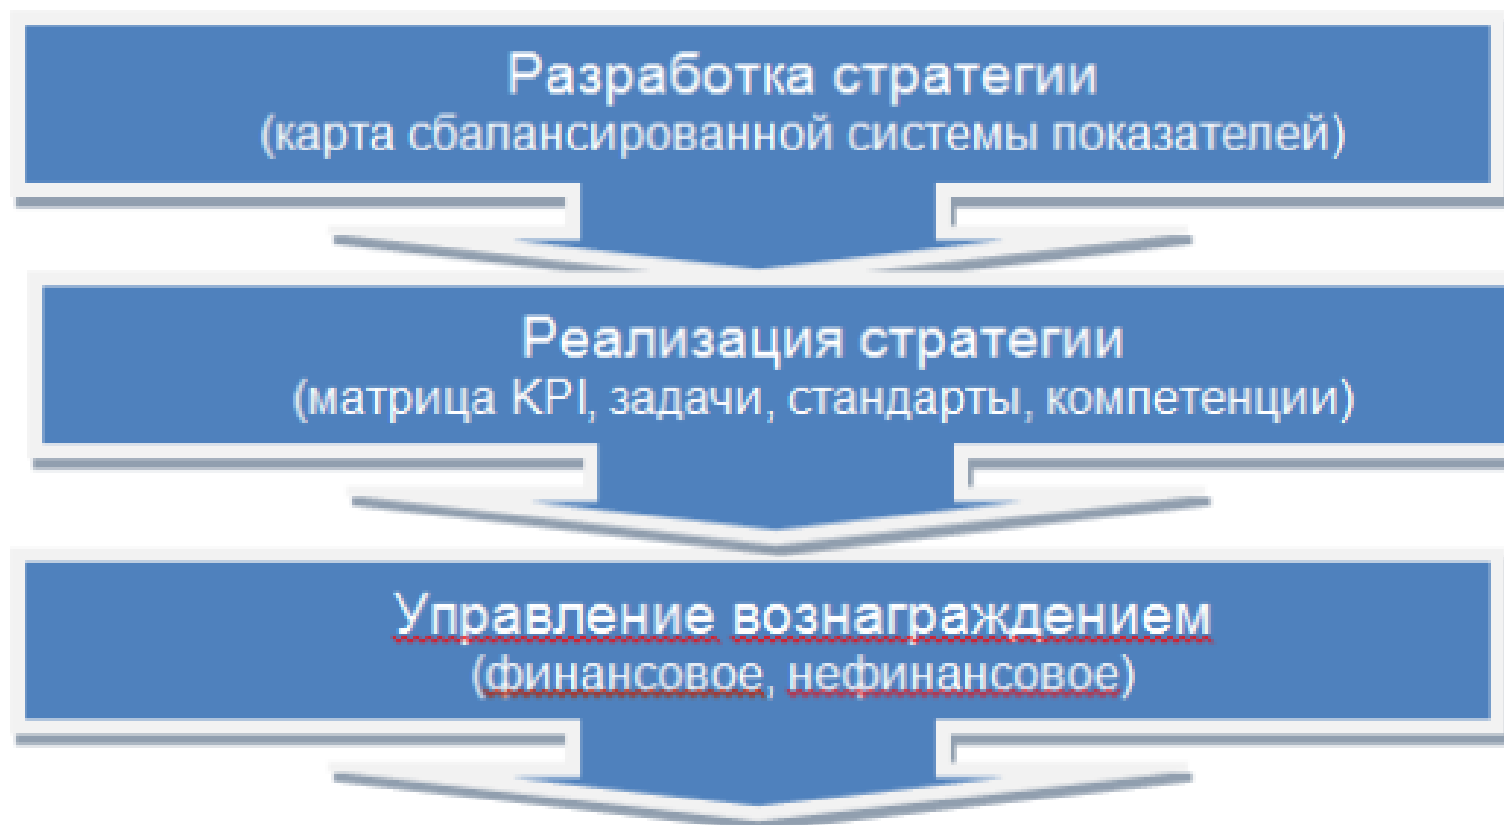 Разработка стратегии
(карта сбалансированной системы показателей)
Реализация стратегии
(матрица KPI, задачи, стандарты, компетенции)
Управление вознаграждением
(финансовое, нефинансовое)